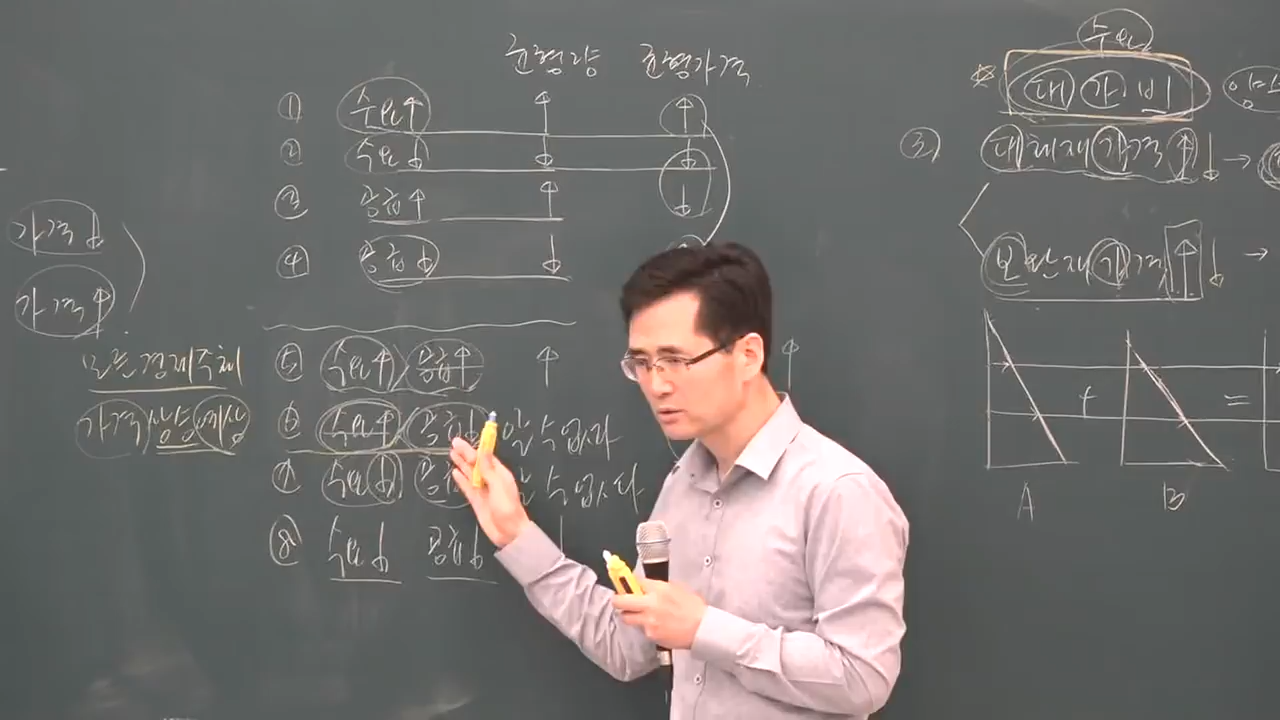 균형량 균형가격
① 수요↑ ↑ ↑
② 수요↓ ↓ ↓
③ 공급↑ ↑ ↓
④ 공급↓ ↓
⑤ 수요↑ 공급↑ ↑
⑥ 수요↑ 공급↓ 알 수 없다 ↑
⑦ 수요↓ 알 수 없다
⑧ 수요↓ 공급↓ ↓
가격↓
가격↑
모든 경제주체
가격 상승 예상
수요
☆ 대 가 비
③ 대체재 가격 ↑↓ →
보완재 가격 ↑↓ →
+ =
A B